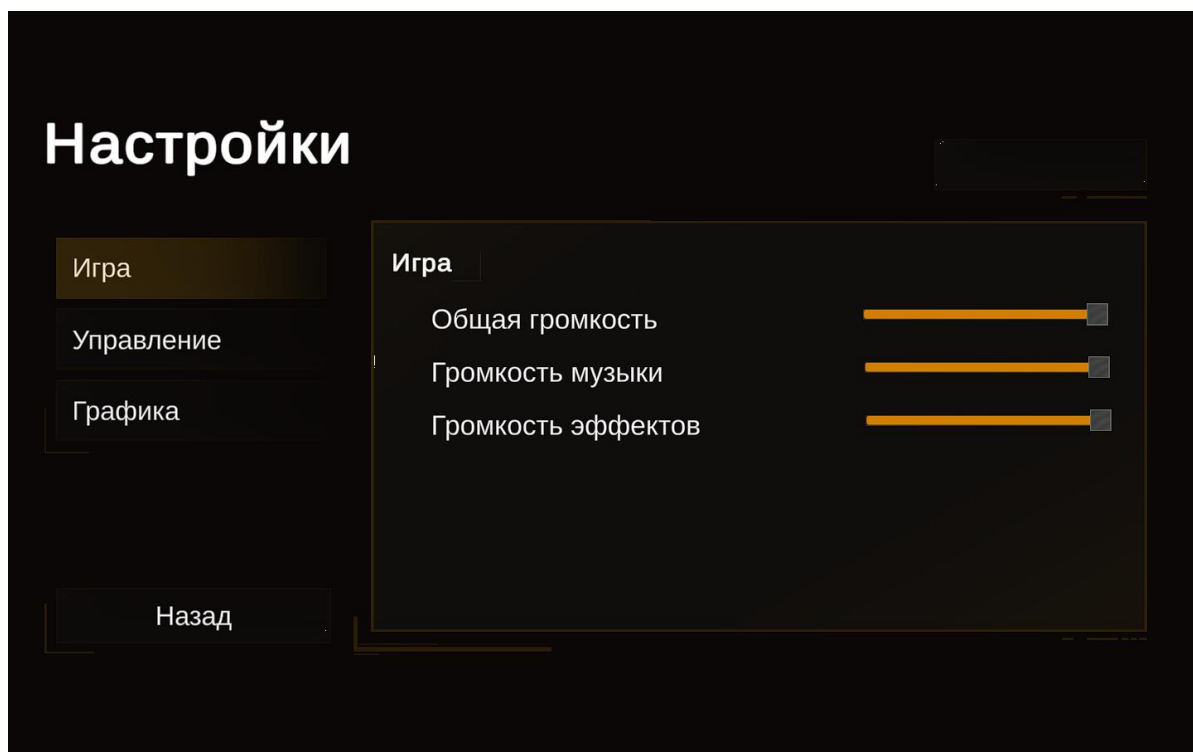 Настройки
Игра
Управление
Графика
Назад
Игра
Общая громкость
Громкость музыки
Громкость эффектов